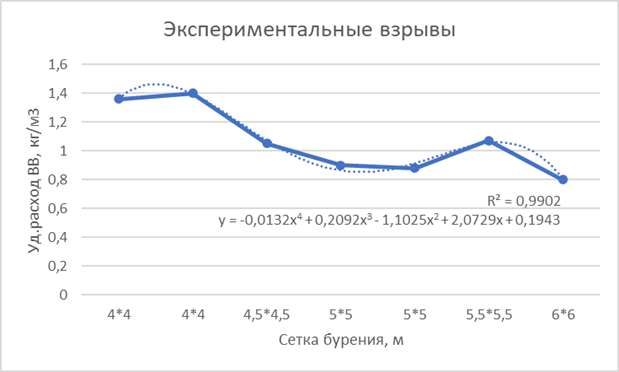 Экспериментальные взрывы
Уд.расход ВВ, кг/м3
1,6
1,4
1,2
1
0,8
0,6
0,4
0,2
0
R² = 0,9902
y = -0,0132x⁴ + 0,2092x³ - 1,1025x² + 2,0729x + 0,1943
4*4 4*4 4,5*4,5 5*5 5*5 5,5*5,5 6*6
Сетка бурения, м